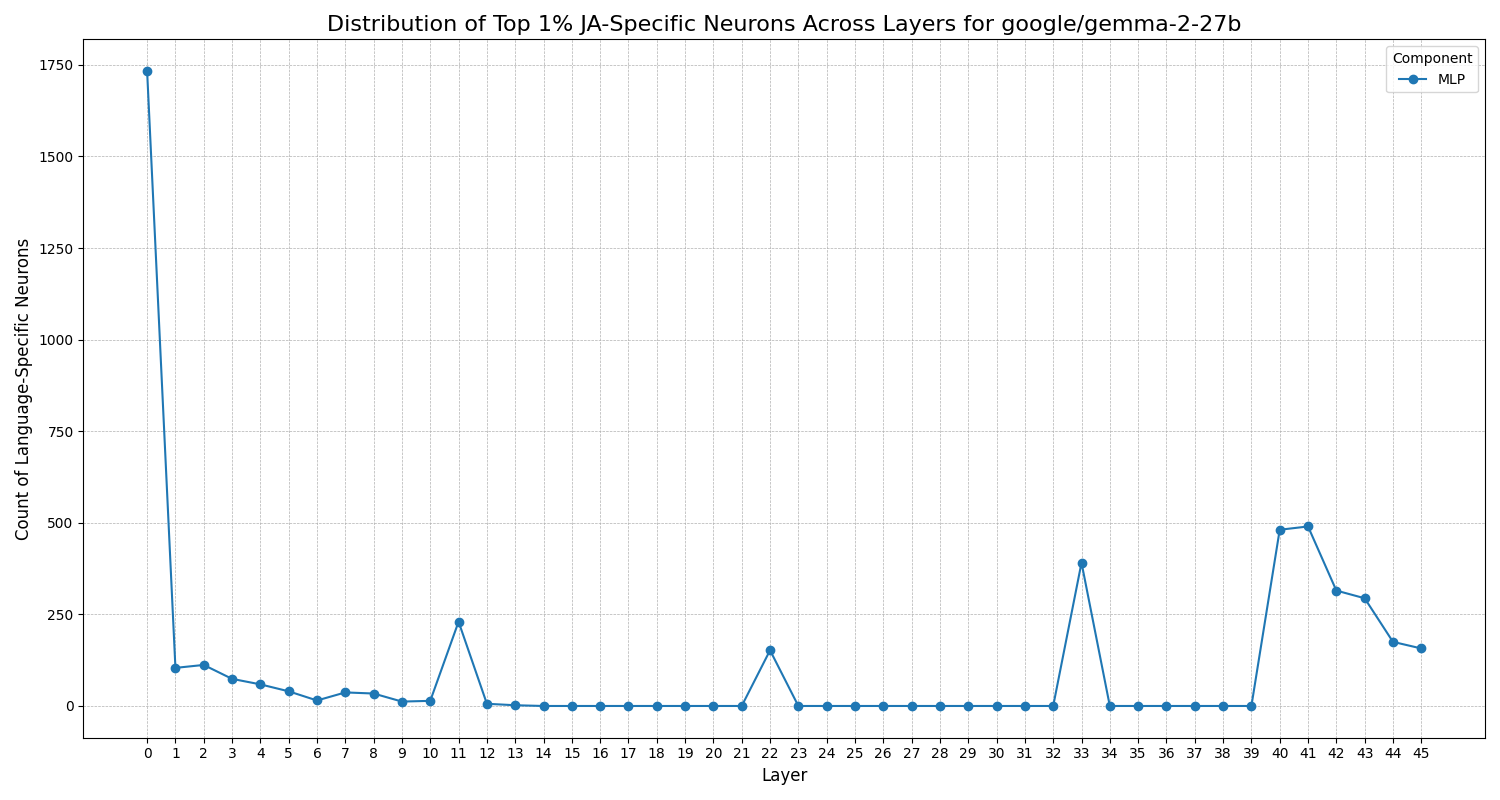 Distribution of Top 1% JA-Specific Neurons Across Layers for google/gemma-2-27b
Component
MLP
Count of Language-Specific Neurons
1750
1500
1250
1000
750
500
250
0
0 1 2 3 4 5 6 7 8 9 10 11 12 13 14 15 16 17 18 19 20 21 22 23 24 25 26 27 28 29 30 31 32 33 34 35 36 37 38 39 40 41 42 43 44 45
Layer